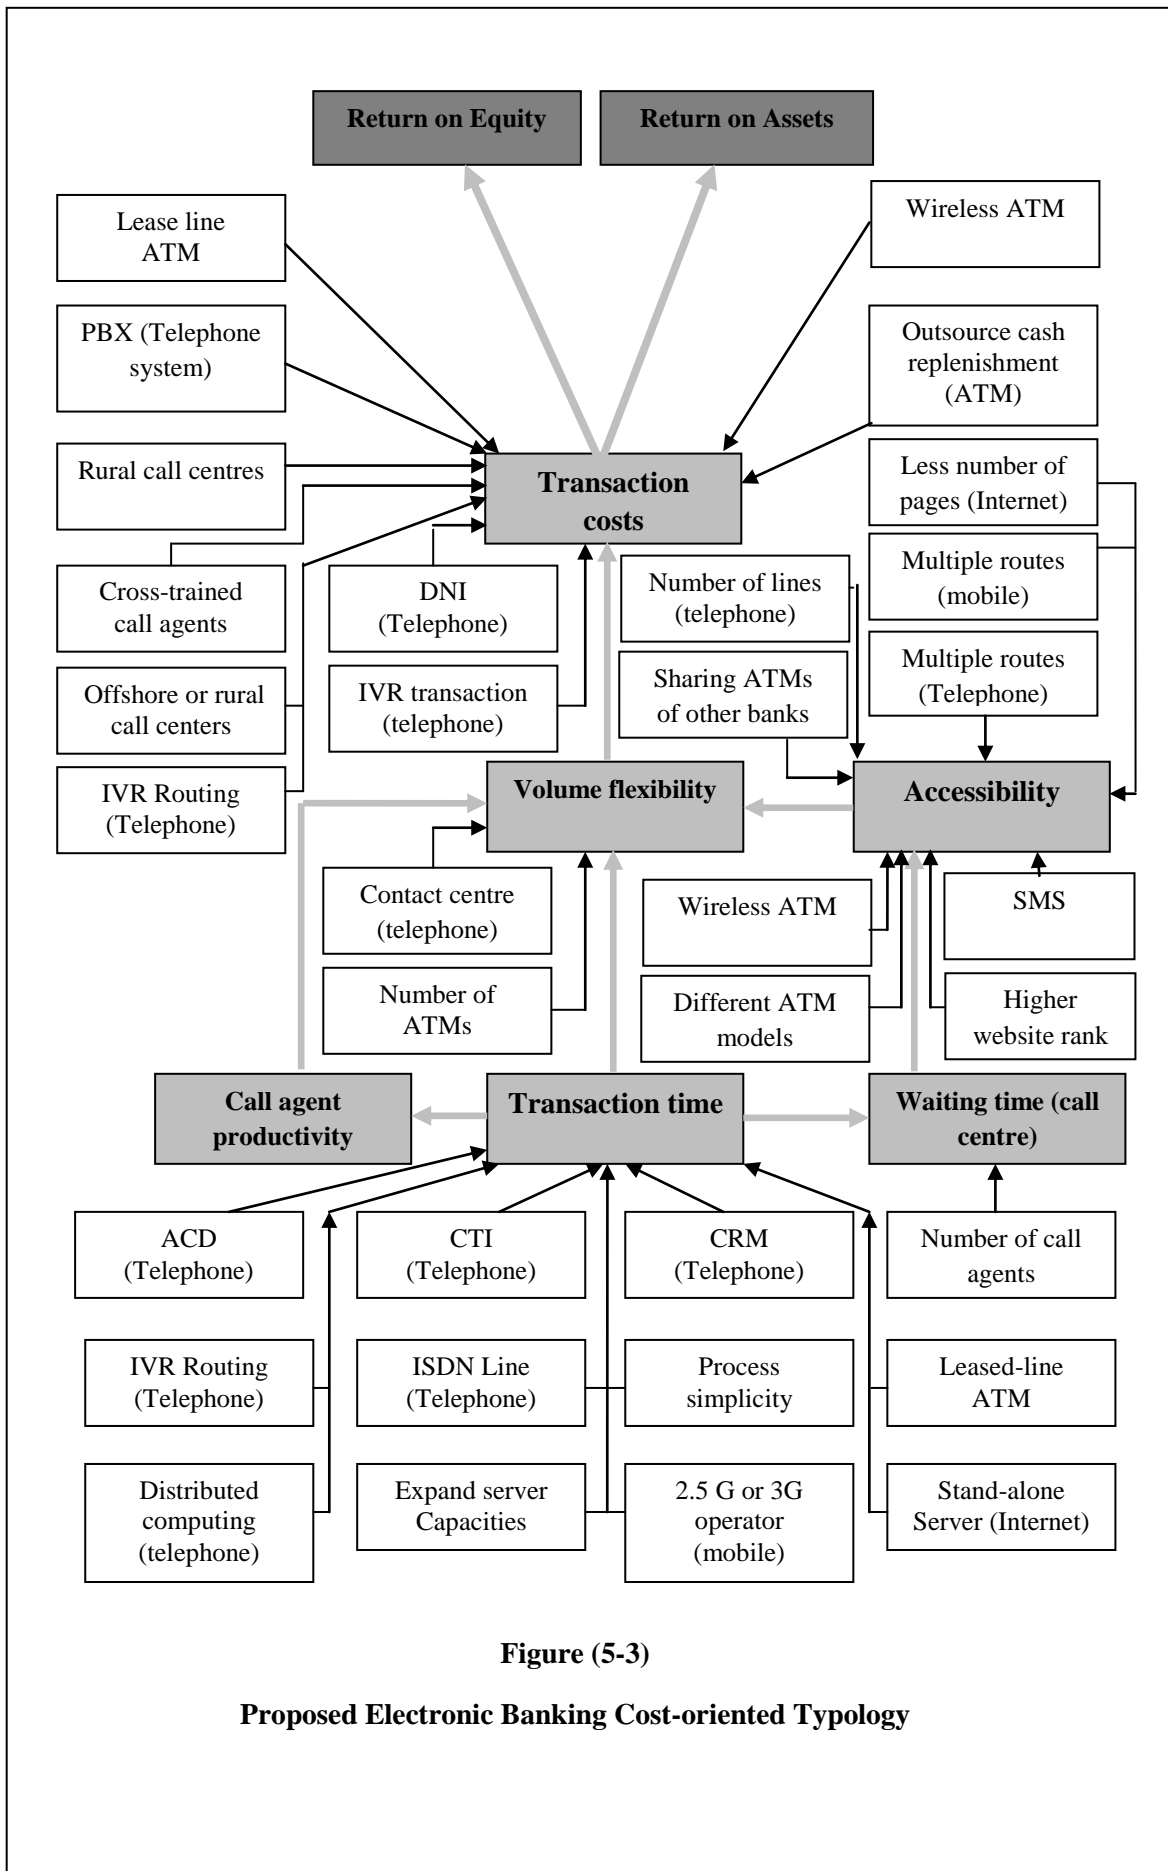 Return on Equity
Return on Assets
Lease line
ATM
Wireless ATM
PBX (Telephone
system)
Outsource cash
replenishment
(ATM)
Rural call centres
Transaction
costs
Less number of
pages (Internet)
Cross-trained
call agents
DNI
(Telephone)
Number of lines
(telephone)
Multiple routes
(mobile)
Offshore or rural
call centers
IVR transaction
(telephone)
Sharing ATMs
of other banks
Multiple routes
(Telephone)
IVR Routing
(Telephone)
Volume flexibility
Accessibility
Contact centre
(telephone)
Wireless ATM
SMS
Number of
ATMs
Different ATM
models
Higher
website rank
Call agent
productivity
Transaction time
Waiting time (call
centre)
ACD
(Telephone)
CTI
(Telephone)
CRM
(Telephone)
Number of call
agents
IVR Routing
(Telephone)
ISDN Line
(Telephone)
Process
simplicity
Leased-line
ATM
Distributed
computing
(telephone)
Expand server
Capacities
2.5 G or 3G
operator
(mobile)
Stand-alone
Server (Internet)
Figure (5-3)
Proposed Electronic Banking Cost-oriented Typology